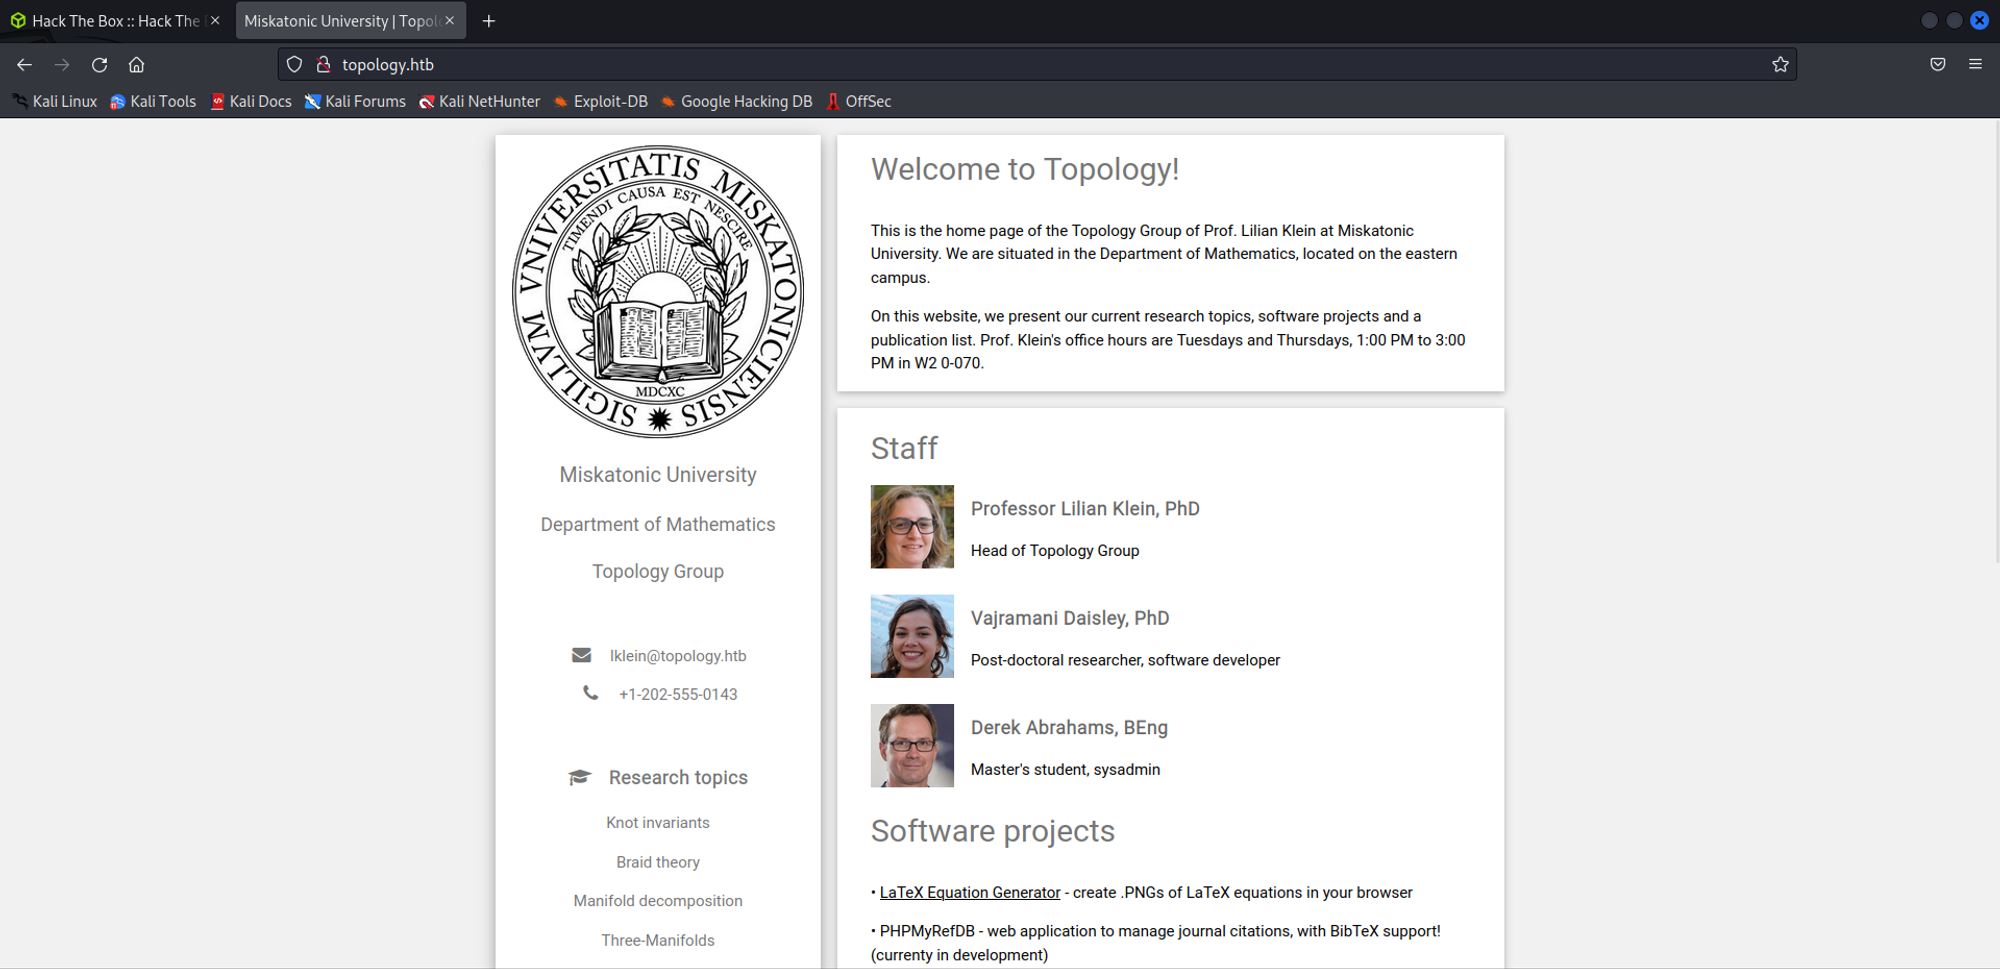 Hack The Box :: Hack The
Miskatonic University | Topol
topology.htb
Kali Linux
Kali Tools
Kali Docs
Kali Forums
Kali NetHunter
Exploit-DB
Google Hacking DB
OffSec
VNIVERSITATIS MISKATONICIENSIS
SIGILLVM
TIMENDI CAUSA EST NESCIRE
MDCXC
Miskatonic University
Department of Mathematics
Topology Group
lklein@topology.htb
+1-202-555-0143
Research topics
Knot invariants
Braid theory
Manifold decomposition
Three-Manifolds
Welcome to Topology!
This is the home page of the Topology Group of Prof. Lilian Klein at Miskatonic
University. We are situated in the Department of Mathematics, located on the eastern
campus.
On this website, we present our current research topics, software projects and a
publication list. Prof. Klein's office hours are Tuesdays and Thursdays, 1:00 PM to 3:00
PM in W2 0-070.
Staff
Professor Lilian Klein, PhD
Head of Topology Group
Vajramani Daisley, PhD
Post-doctoral researcher, software developer
Derek Abrahams, BEng
Master's student, sysadmin
Software projects
• LaTeX Equation Generator - create .PNGs of LaTeX equations in your browser
• PHPMyRefDB - web application to manage journal citations, with BibTeX support!
(currenty in development)